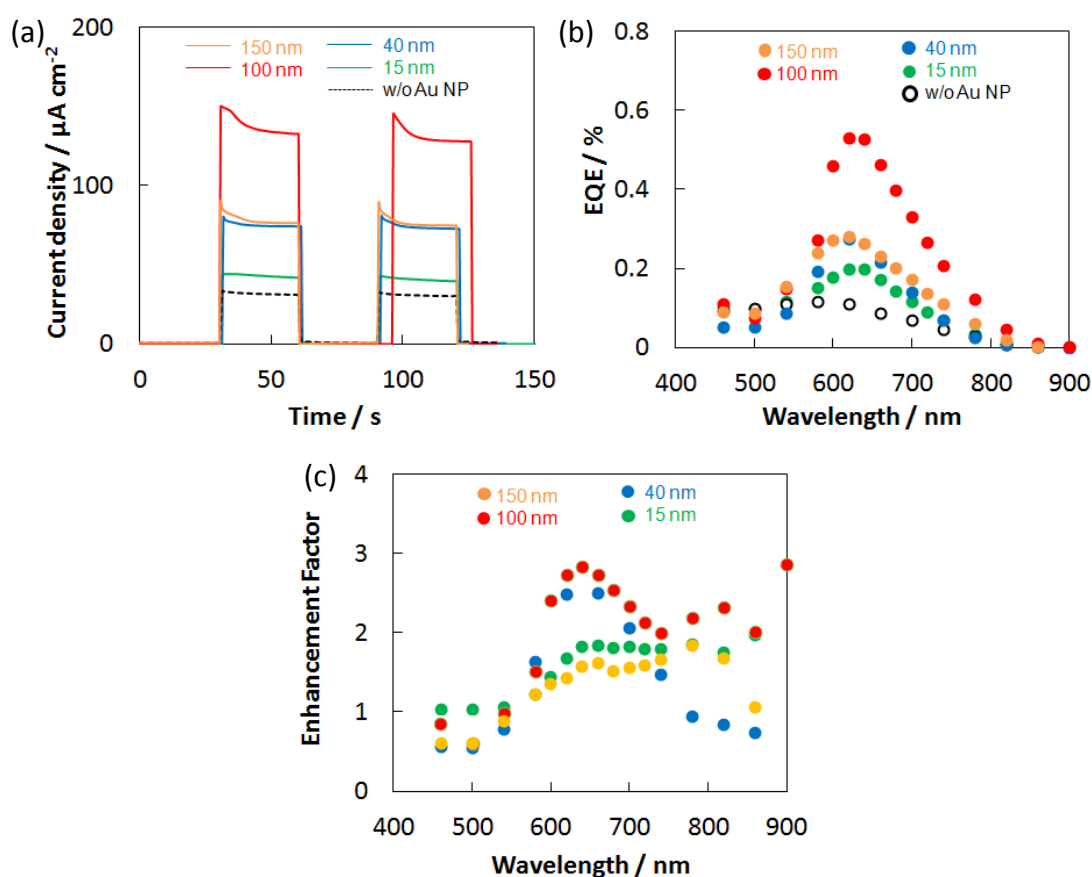 (a)
200
150 nm 40 nm
100 nm 15 nm
w/o Au NP
100
0
Current density / µA cm-2
0 50 100 150
Time / s
(b)
0.8
150 nm 40 nm
100 nm 15 nm
w/o Au NP
0.6
0.4
0.2
0
EQE / %
400 500 600 700 800 900
Wavelength / nm
(c)
4
150 nm 40 nm
100 nm 15 nm
3
2
1
0
Enhancement Factor
400 500 600 700 800 900
Wavelength / nm